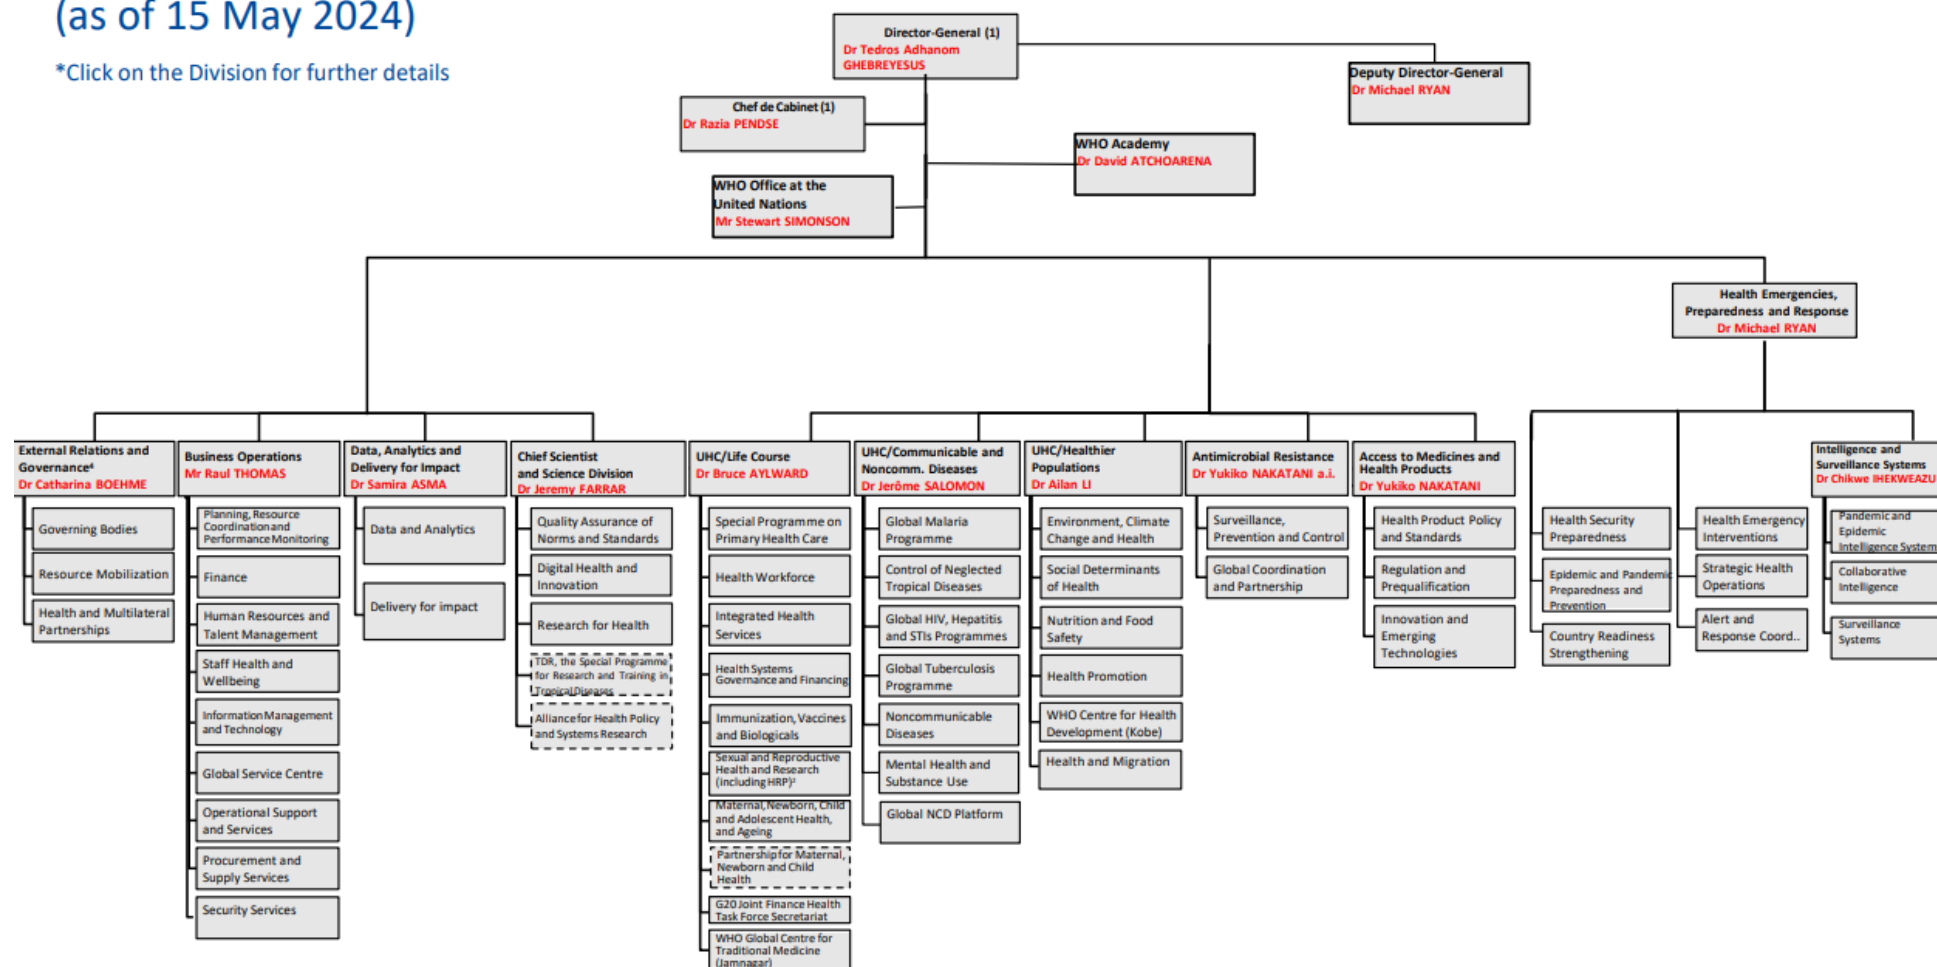 (as of 15 May 2024)
*Click on the Division for further details
Director-General (1)
Dr Tedros Adhanom
GHEBREYESUS
Deputy Director-General
Dr Michael RYAN
Chef de Cabinet (1)
Dr Razia PENDSE
WHO Academy
Dr David ATCHOARENA
WHO Office at the
United Nations
Mr Stewart SIMONSON
Health Emergencies,
Preparedness and Response
Dr Michael RYAN
External Relations and
Governance⁴
Dr Catharina BOEHME
Governing Bodies
Resource Mobilization
Health and Multilateral
Partnerships
Business Operations
Mr Raul THOMAS
Planning, Resource
Coordination and
Performance Monitoring
Finance
Human Resources and
Talent Management
Staff Health and
Wellbeing
Information Management
and Technology
Global Service Centre
Operational Support
and Services
Procurement and
Supply Services
Security Services
Data, Analytics and
Delivery for Impact
Dr Samira ASMA
Data and Analytics
Delivery for impact
Chief Scientist
and Science Division
Dr Jeremy FARRAR
Quality Assurance of
Norms and Standards
Digital Health and
Innovation
Research for Health
TDR, the Special Programme
for Research and Training in
Tropical Diseases
Alliance for Health Policy
and Systems Research
UHC/Life Course
Dr Bruce AYLWARD
Special Programme on
Primary Health Care
Health Workforce
Integrated Health
Services
Health Systems
Governance and Financing
Immunization, Vaccines
and Biologicals
Sexual and Reproductive
Health and Research
(including HRP)²
Maternal, Newborn, Child
and Adolescent Health,
and Ageing
Partnership for Maternal,
Newborn and Child
Health
G20 Joint Finance Health
Task Force Secretariat
WHO Global Centre for
Traditional Medicine
(Jamnagar)
UHC/Communicable and
Noncomm. Diseases
Dr Jerôme SALOMON
Global Malaria
Programme
Control of Neglected
Tropical Diseases
Global HIV, Hepatitis
and STIs Programmes
Global Tuberculosis
Programme
Noncommunicable
Diseases
Mental Health and
Substance Use
Global NCD Platform
UHC/Healthier
Populations
Dr Ailan LI
Environment, Climate
Change and Health
Social Determinants
of Health
Nutrition and Food
Safety
Health Promotion
WHO Centre for Health
Development (Kobe)
Health and Migration
Antimicrobial Resistance
Dr Yukiko NAKATANI a.i.
Surveillance,
Prevention and Control
Global Coordination
and Partnership
Access to Medicines and
Health Products
Dr Yukiko NAKATANI
Health Product Policy
and Standards
Regulation and
Prequalification
Innovation and
Emerging
Technologies
Health Security
Preparedness
Epidemic and Pandemic
Preparedness and
Prevention
Country Readiness
Strengthening
Health Emergency
Interventions
Strategic Health
Operations
Alert and
Response Coord..
Intelligence and
Surveillance Systems
Dr Chikwe IHEKWEAZU
Pandemic and
Epidemic
Intelligence System
Collaborative
Intelligence
Surveillance
Systems